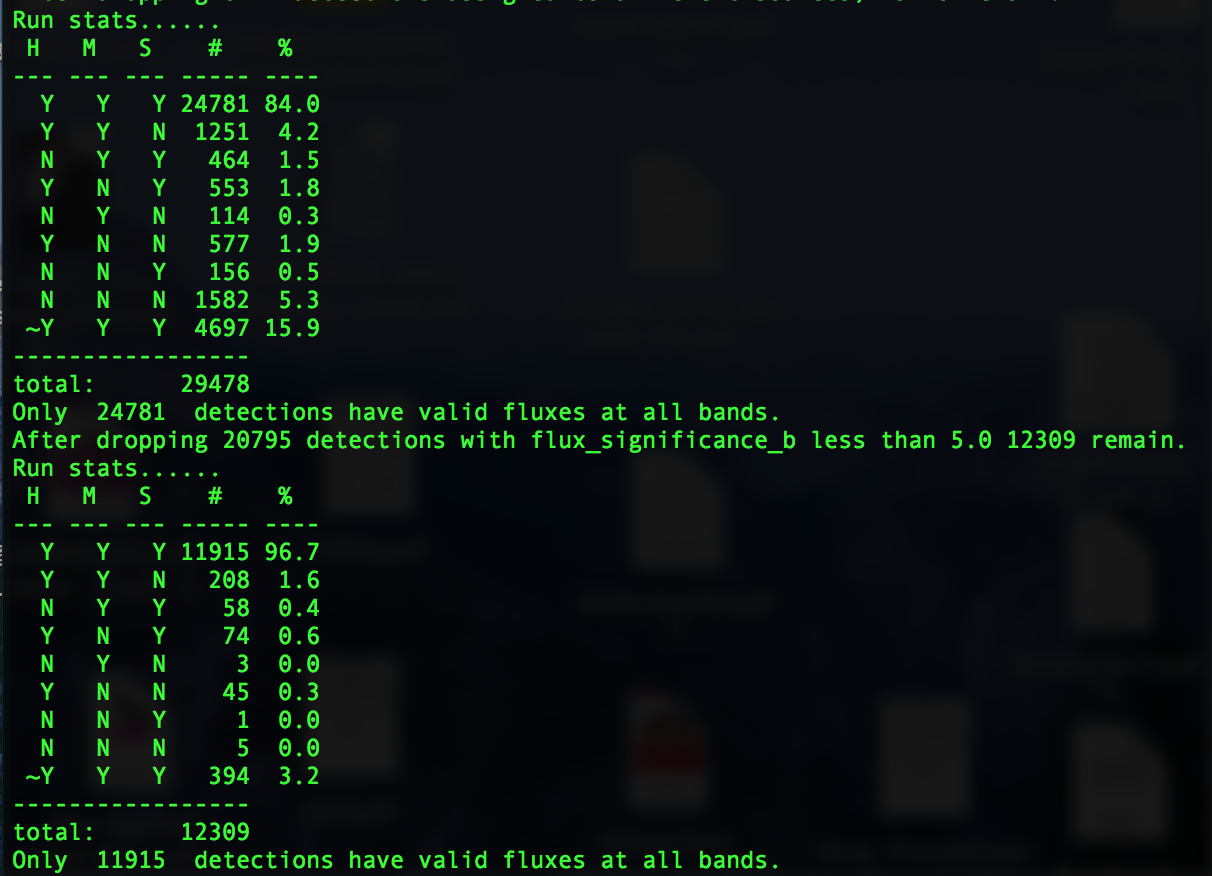 Run stats......
H M S # %
--- --- --- ----- ----
Y Y Y 24781 84.0
Y Y N 1251 4.2
N Y Y 464 1.5
Y N Y 553 1.8
N Y N 114 0.3
Y N N 577 1.9
N N Y 156 0.5
N N N 1582 5.3
~Y Y Y 4697 15.9
-----------------
total: 29478
Only 24781 detections have valid fluxes at all bands.
After dropping 20795 detections with flux_significance_b less than 5.0 12309 remain.
Run stats......
H M S # %
--- --- --- ----- ----
Y Y Y 11915 96.7
Y Y N 208 1.6
N Y Y 58 0.4
Y N Y 74 0.6
N Y N 3 0.0
Y N N 45 0.3
N N Y 1 0.0
N N N 5 0.0
~Y Y Y 394 3.2
-----------------
total: 12309
Only 11915 detections have valid fluxes at all bands.